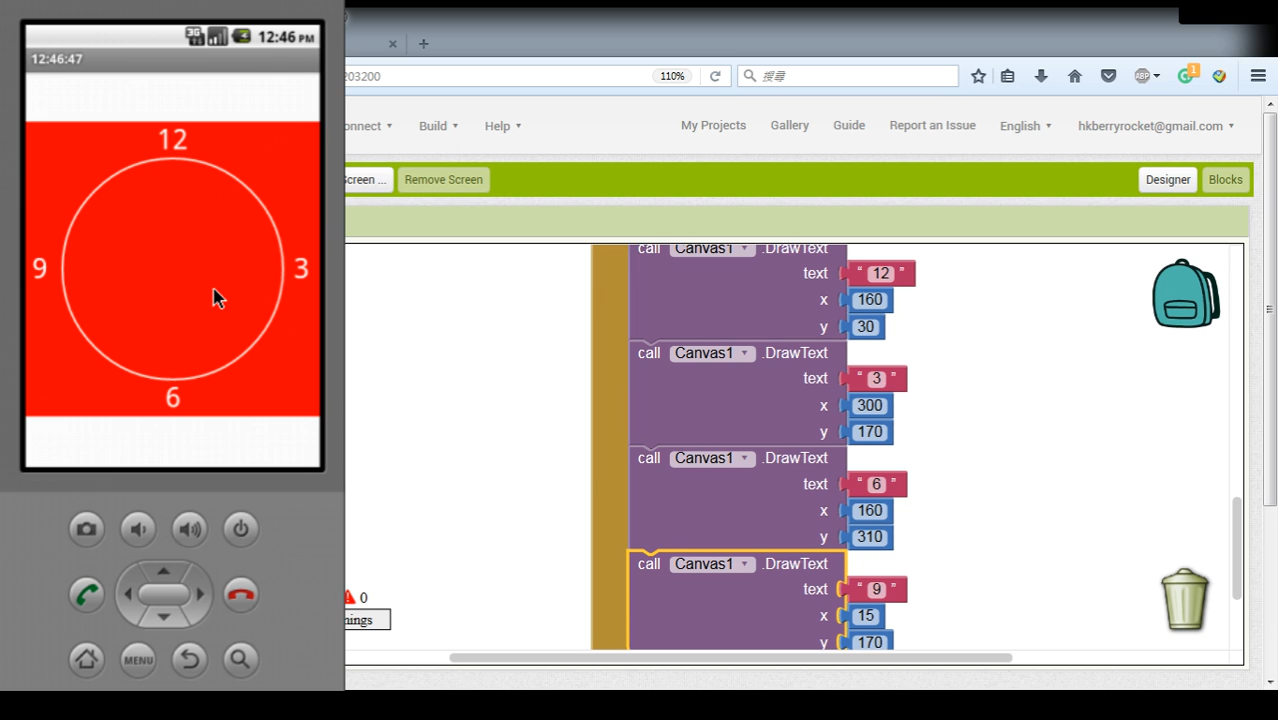 12:46 PM
12:46:47
12
9
3
6
MENU
203200
110%
搜尋
ABP
1
onnect
Build
Help
My Projects
Gallery
Guide
Report an Issue
English
hkberryrocket@gmail.com
Screen ...
Remove Screen
Designer
Blocks
call Canvas1 .DrawText
text “ 12 ”
x 160
y 30
call Canvas1 .DrawText
text “ 3 ”
x 300
y 170
call Canvas1 .DrawText
text “ 6 ”
x 160
y 310
call Canvas1 .DrawText
text “ 9 ”
x 15
y 170
0